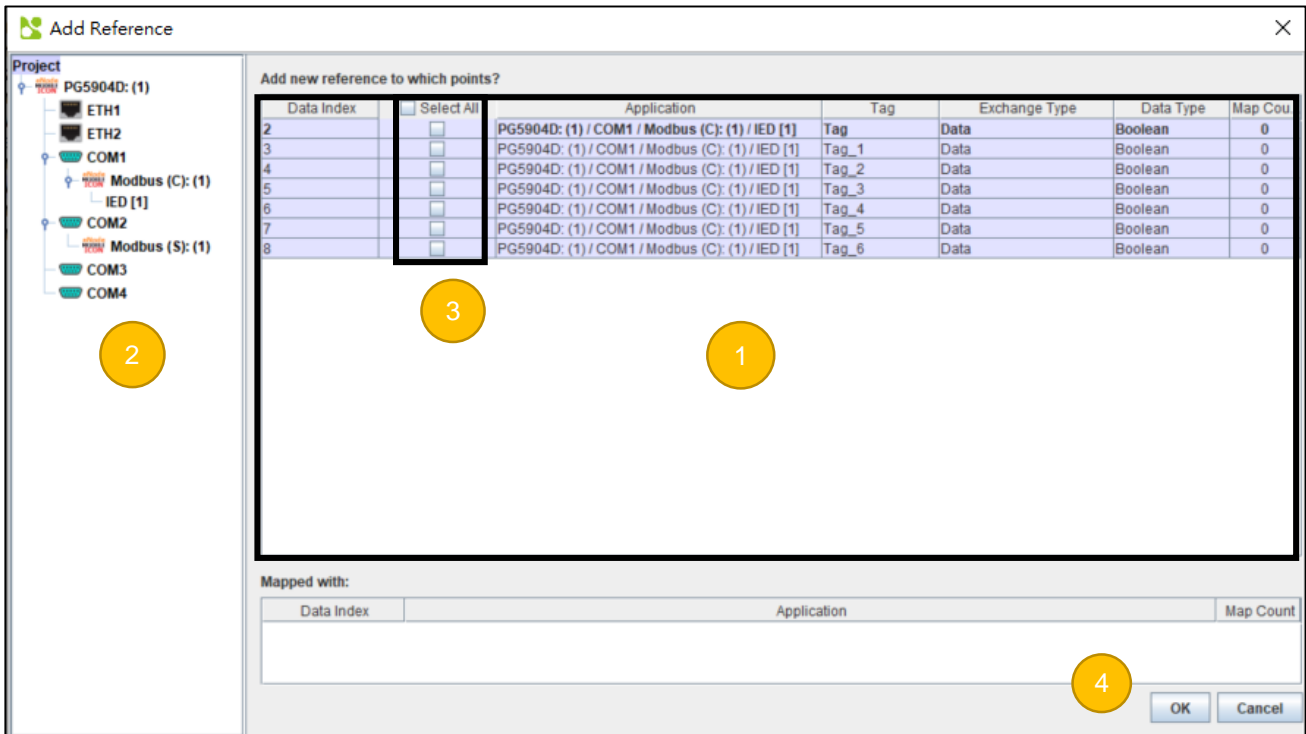 Add Reference
Project
PG5904D: (1)
ETH1
ETH2
COM1
Modbus (C): (1)
IED [1]
COM2
Modbus (S): (1)
COM3
COM4
2
Add new reference to which points?
Data Index Select All Application Tag Exchange Type Data Type Map Cou..
2 PG5904D: (1) / COM1 / Modbus (C): (1) / IED [1] Tag Data Boolean 0
3 PG5904D: (1) / COM1 / Modbus (C): (1) / IED [1] Tag_1 Data Boolean 0
4 PG5904D: (1) / COM1 / Modbus (C): (1) / IED [1] Tag_2 Data Boolean 0
5 PG5904D: (1) / COM1 / Modbus (C): (1) / IED [1] Tag_3 Data Boolean 0
6 PG5904D: (1) / COM1 / Modbus (C): (1) / IED [1] Tag_4 Data Boolean 0
7 PG5904D: (1) / COM1 / Modbus (C): (1) / IED [1] Tag_5 Data Boolean 0
8 PG5904D: (1) / COM1 / Modbus (C): (1) / IED [1] Tag_6 Data Boolean 0
3
1
Mapped with:
Data Index Application Map Count
4
OK Cancel